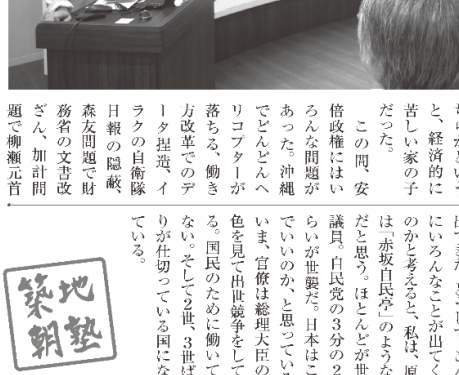 と、経済的に
苦しい家の子
だった。
この間、安
倍政権にはい
ろんな問題が
あった。沖縄
でどんどんヘ
リコプターが
落ちる、働き
方改革でのデ
ータ捏造、イ
ラクの自衛隊
日報の隠蔽、
森友問題で財
務省の文書改
ざん、加計問
題で柳瀬元首
にいろんなことが出てく
のかと考えると、私は、原
は「赤坂自民亭」のような
だと思う。ほとんどが世
議員。自民党の3分の2
らいが世襲だ。日本はこ
でいいのか、と思ってい
いま、官僚は総理大臣の
色を見て出世競争をして
る。国民のために働いて
ない。そして2世、3世ば
りが仕切っている国にな
ている。
築地
朝塾